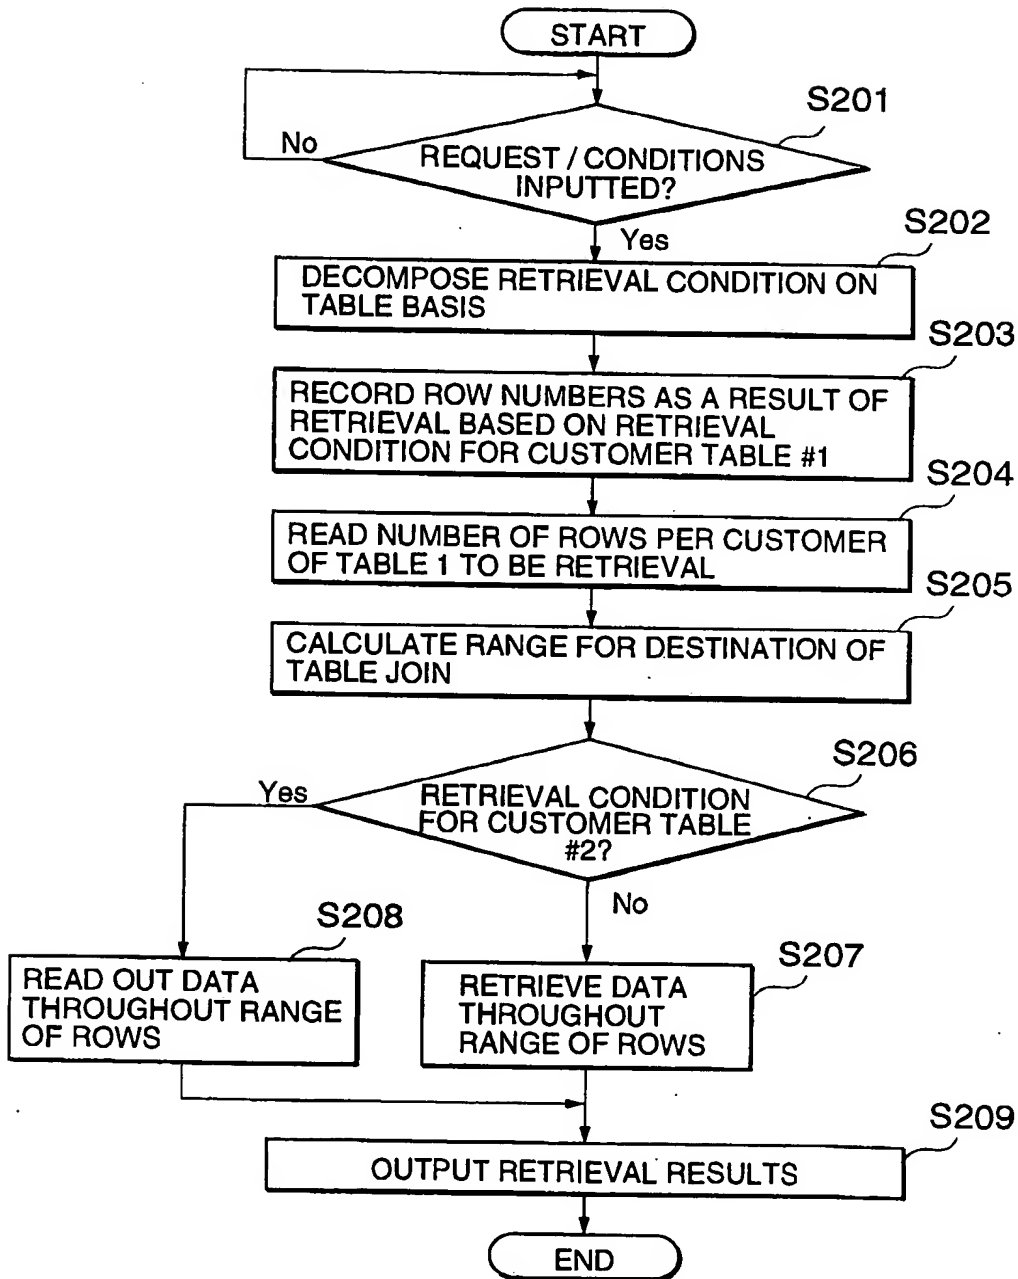 START
S201
No
REQUEST / CONDITIONS
INPUTTED?
Yes
S202
DECOMPOSE RETRIEVAL CONDITION ON
TABLE BASIS
S203
RECORD ROW NUMBERS AS A RESULT OF
RETRIEVAL BASED ON RETRIEVAL
CONDITION FOR CUSTOMER TABLE #1
S204
READ NUMBER OF ROWS PER CUSTOMER
OF TABLE 1 TO BE RETRIEVAL
S205
CALCULATE RANGE FOR DESTINATION OF
TABLE JOIN
S206
Yes
RETRIEVAL CONDITION
FOR CUSTOMER TABLE
#2?
No
S208
READ OUT DATA
THROUGHOUT RANGE
OF ROWS
S207
RETRIEVE DATA
THROUGHOUT
RANGE OF ROWS
S209
OUTPUT RETRIEVAL RESULTS
END